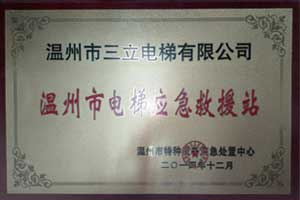 温州市三立电梯有限公司
温州市电梯应急救援站
温州市特种设备应急处置中心
二〇一四年十二月